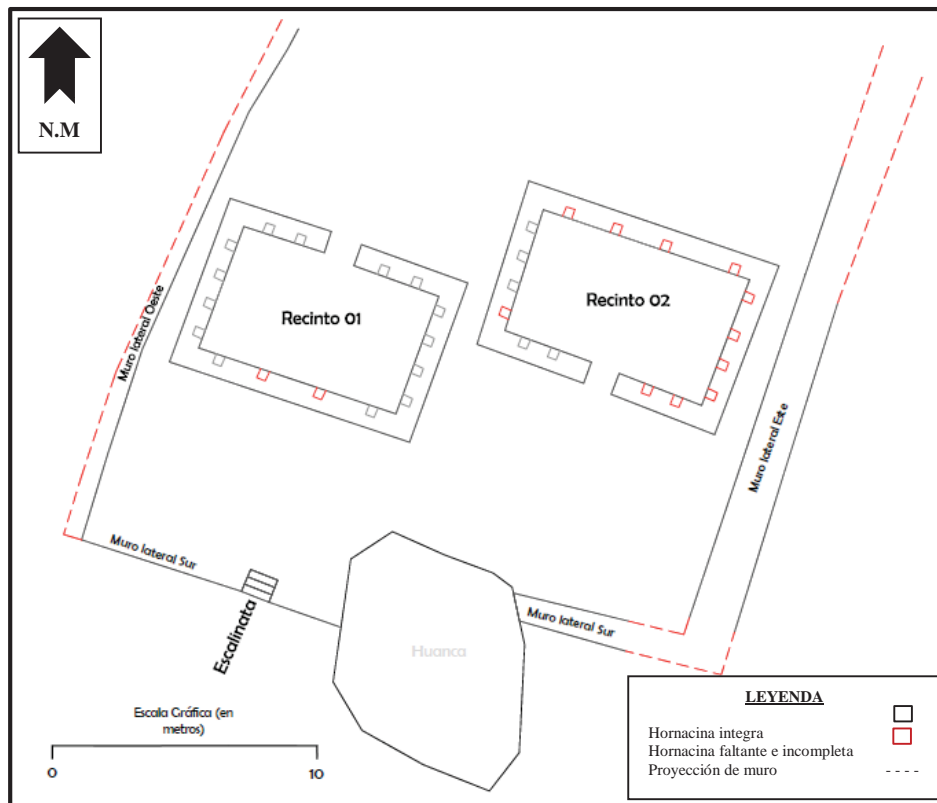 N.M
Muro lateral Oeste
Recinto 01
Recinto 02
Muro lateral Este
Muro lateral Sur
Escalinata
Muro lateral Sur
Huanca
Escala Gráfica (en
metros)
0
10
LEYENDA
Hornacina integra
Hornacina faltante e incompleta
Proyección de muro